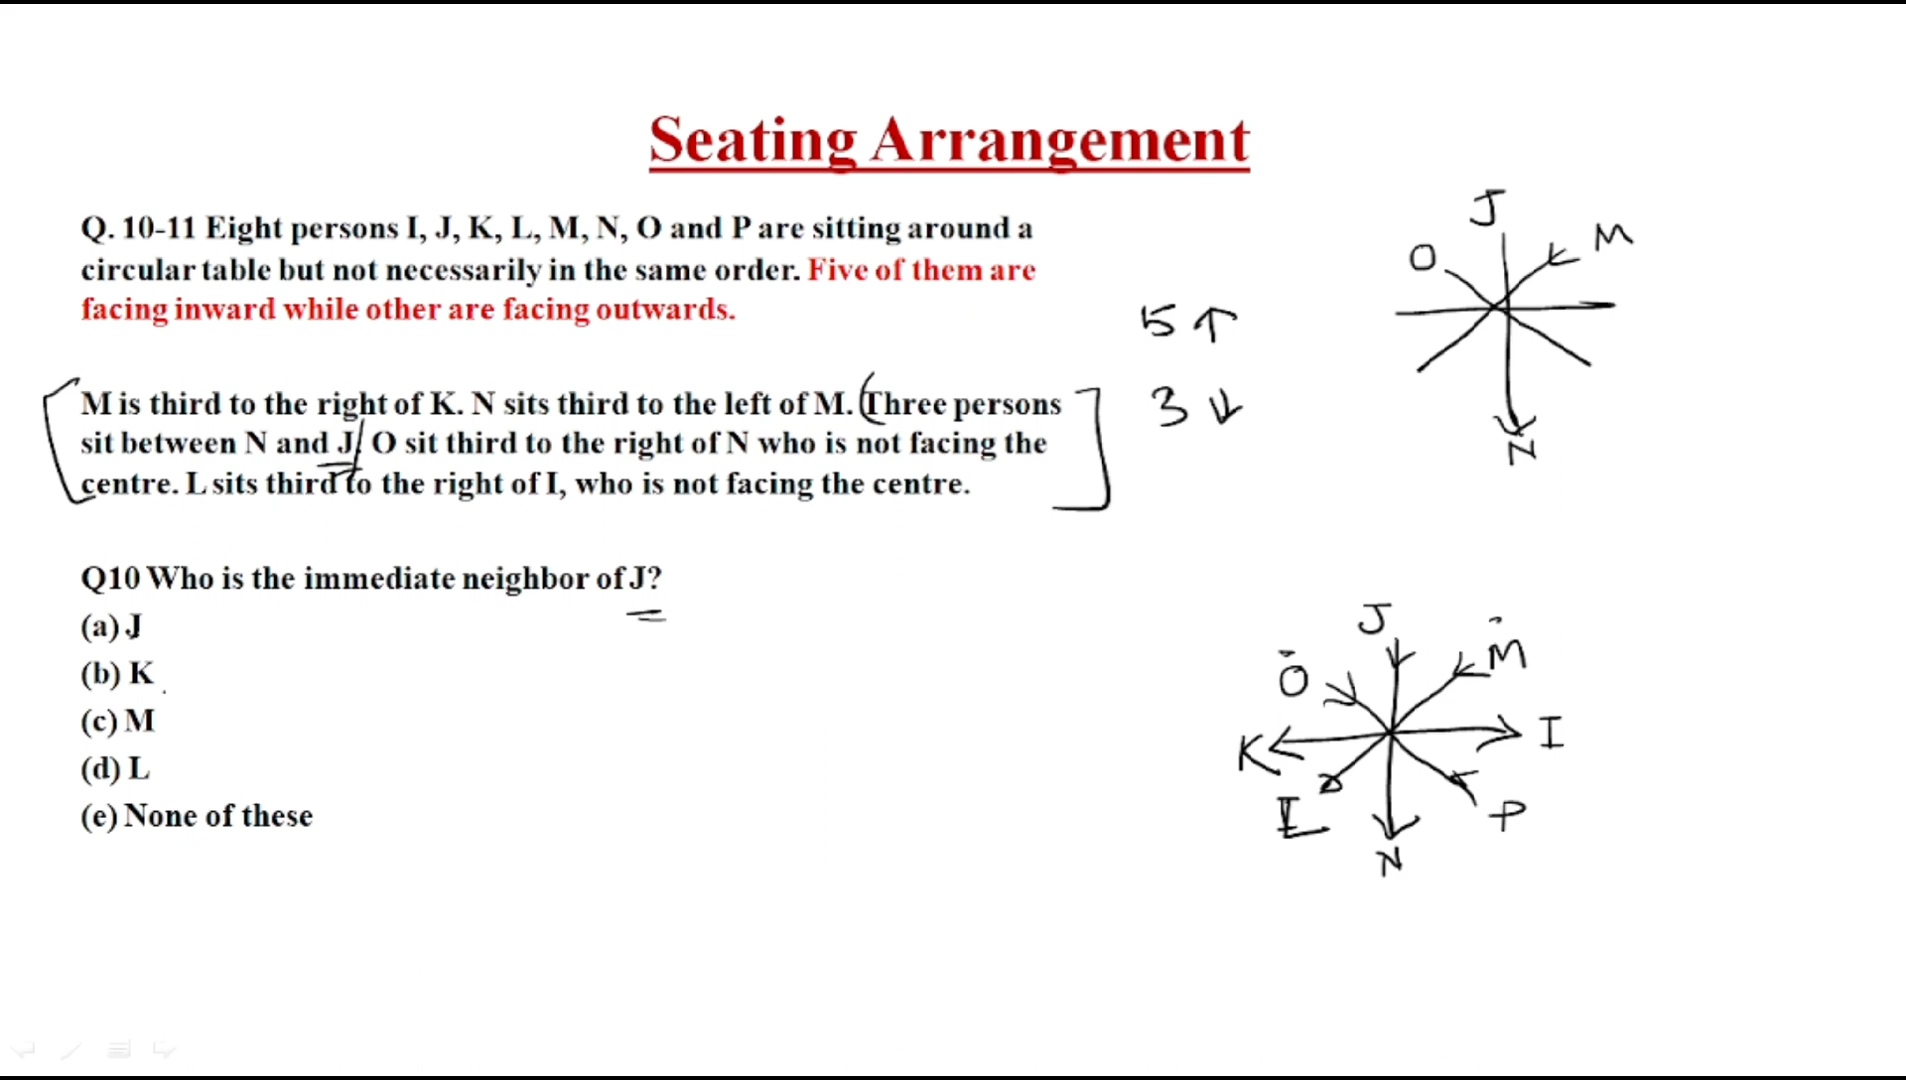 Seating Arrangement
Q. 10-11 Eight persons I, J, K, L, M, N, O and P are sitting around a
circular table but not necessarily in the same order. Five of them are
facing inward while other are facing outwards.
M is third to the right of K. N sits third to the left of M. Three persons
sit between N and J. O sit third to the right of N who is not facing the
centre. L sits third to the right of I, who is not facing the centre.
Q10 Who is the immediate neighbor of J?
(a) J
(b) K
(c) M
(d) L
(e) None of these
5 ↑
3 ↓
J
O
M
N
J
O
M
K
I
L
P
N